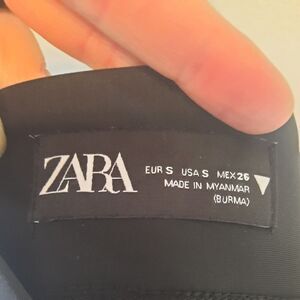 ZARA
EUR S USA S MEX 26
MADE IN MYANMAR
(BURMA)